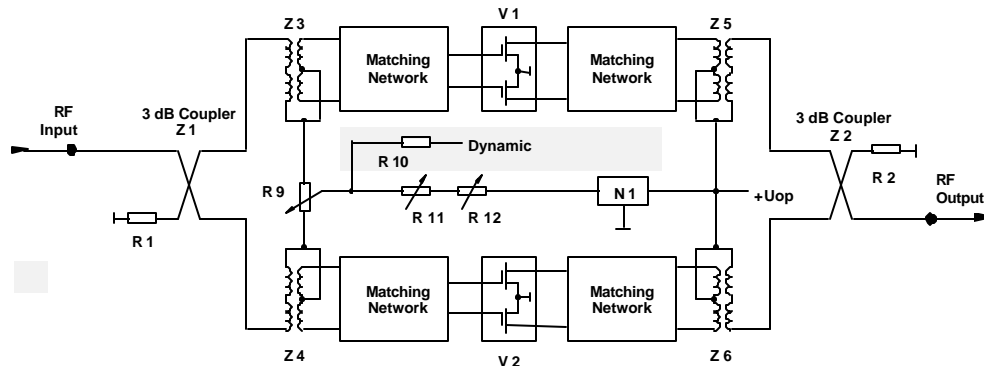 Z 3
V 1
Z 5
Matching
Network
Matching
Network
RF
Input
3 dB Coupler
Z 1
3 dB Coupler
Z 2
R 10
Dynamic
R 9
R 11
R 12
N 1
+Uop
R 2
RF
Output
R 1
Matching
Network
Matching
Network
Z 4
V 2
Z 6